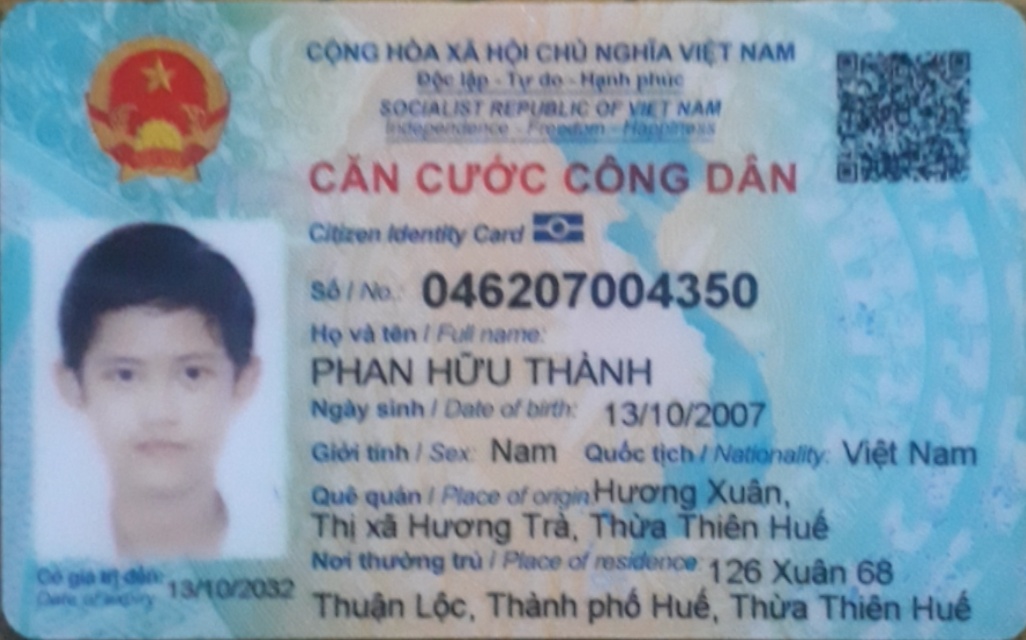 CỘNG HÒA XÃ HỘI CHỦ NGHĨA VIỆT NAM
Độc lập - Tự do - Hạnh phúc
SOCIALIST REPUBLIC OF VIET NAM
Independence - Freedom - Happiness
CĂN CƯỚC CÔNG DÂN
Citizen Identity Card
Số / No.: 046207004350
Họ và tên / Full name:
PHAN HỮU THÀNH
Ngày sinh / Date of birth: 13/10/2007
Giới tính / Sex: Nam Quốc tịch / Nationality: Việt Nam
Quê quán / Place of origin: Hương Xuân,
Thị xã Hương Trà, Thừa Thiên Huế
Nơi thường trú / Place of residence: 126 Xuân 68
Thuận Lộc, Thành phố Huế, Thừa Thiên Huế
Có giá trị đến: 13/10/2032
Date of expiry